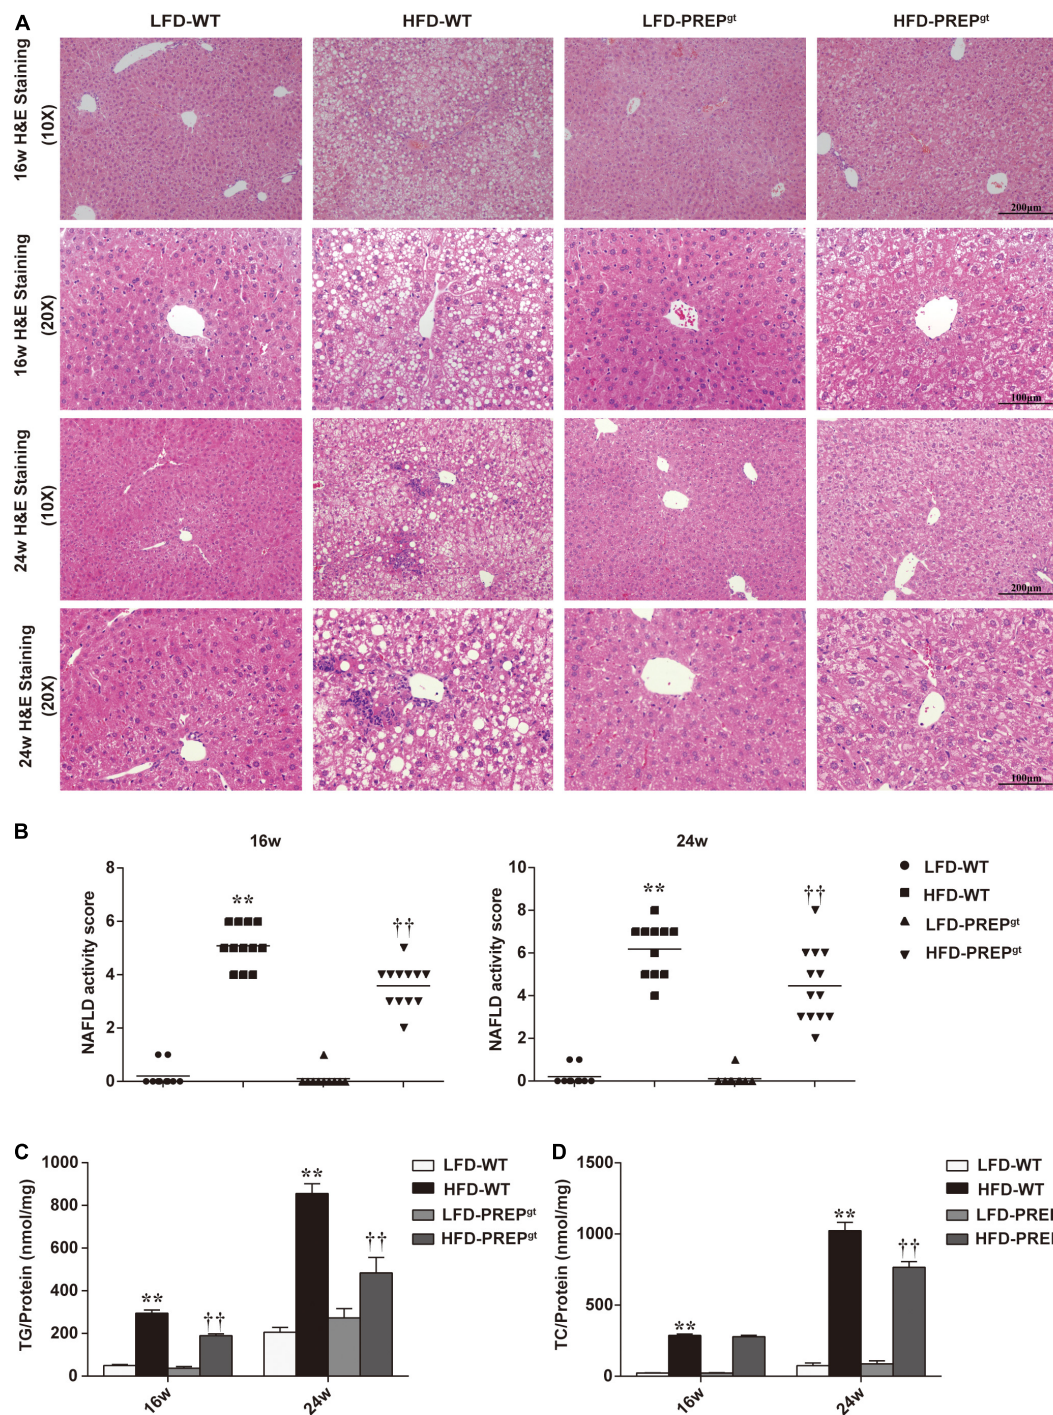 A
LFD-WT
HFD-WT
LFD-PREPgt
HFD-PREPgt
16w H&E Staining
(10X)
200μm
16w H&E Staining
(20X)
100μm
24w H&E Staining
(10X)
200μm
24w H&E Staining
(20X)
100μm
B
16w
NAFLD activity score
8
6
4
2
0
**
††
24w
NAFLD activity score
10
8
6
4
2
0
**
††
LFD-WT
HFD-WT
LFD-PREPgt
HFD-PREPgt
C
TG/Protein (nmol/mg)
1000
800
600
400
200
0
**
††
**
††
16w
24w
LFD-WT
HFD-WT
LFD-PREPgt
HFD-PREPgt
D
TC/Protein (nmol/mg)
1500
1000
500
0
**
**
††
16w
24w
LFD-WT
HFD-WT
LFD-PRE
HFD-PRE